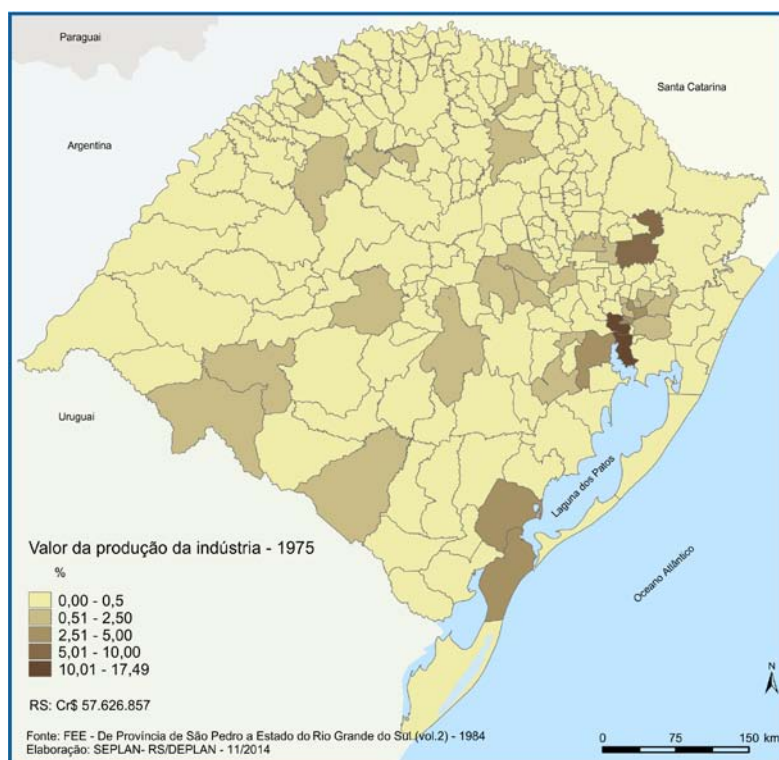 Paraguai
Santa Catarina
Argentina
Uruguai
Laguna dos Patos
Oceano Atlântico
Valor da produção da indústria - 1975
%
0,00 - 0,5
0,51 - 2,50
2,51 - 5,00
5,01 - 10,00
10,01 - 17,49
RS: Cr$ 57.626.857
N
Fonte: FEE - De Província de São Pedro a Estado do Rio Grande do Sul (vol.2) - 1984
Elaboração: SEPLAN- RS/DEPLAN - 11/2014
0 75 150 km